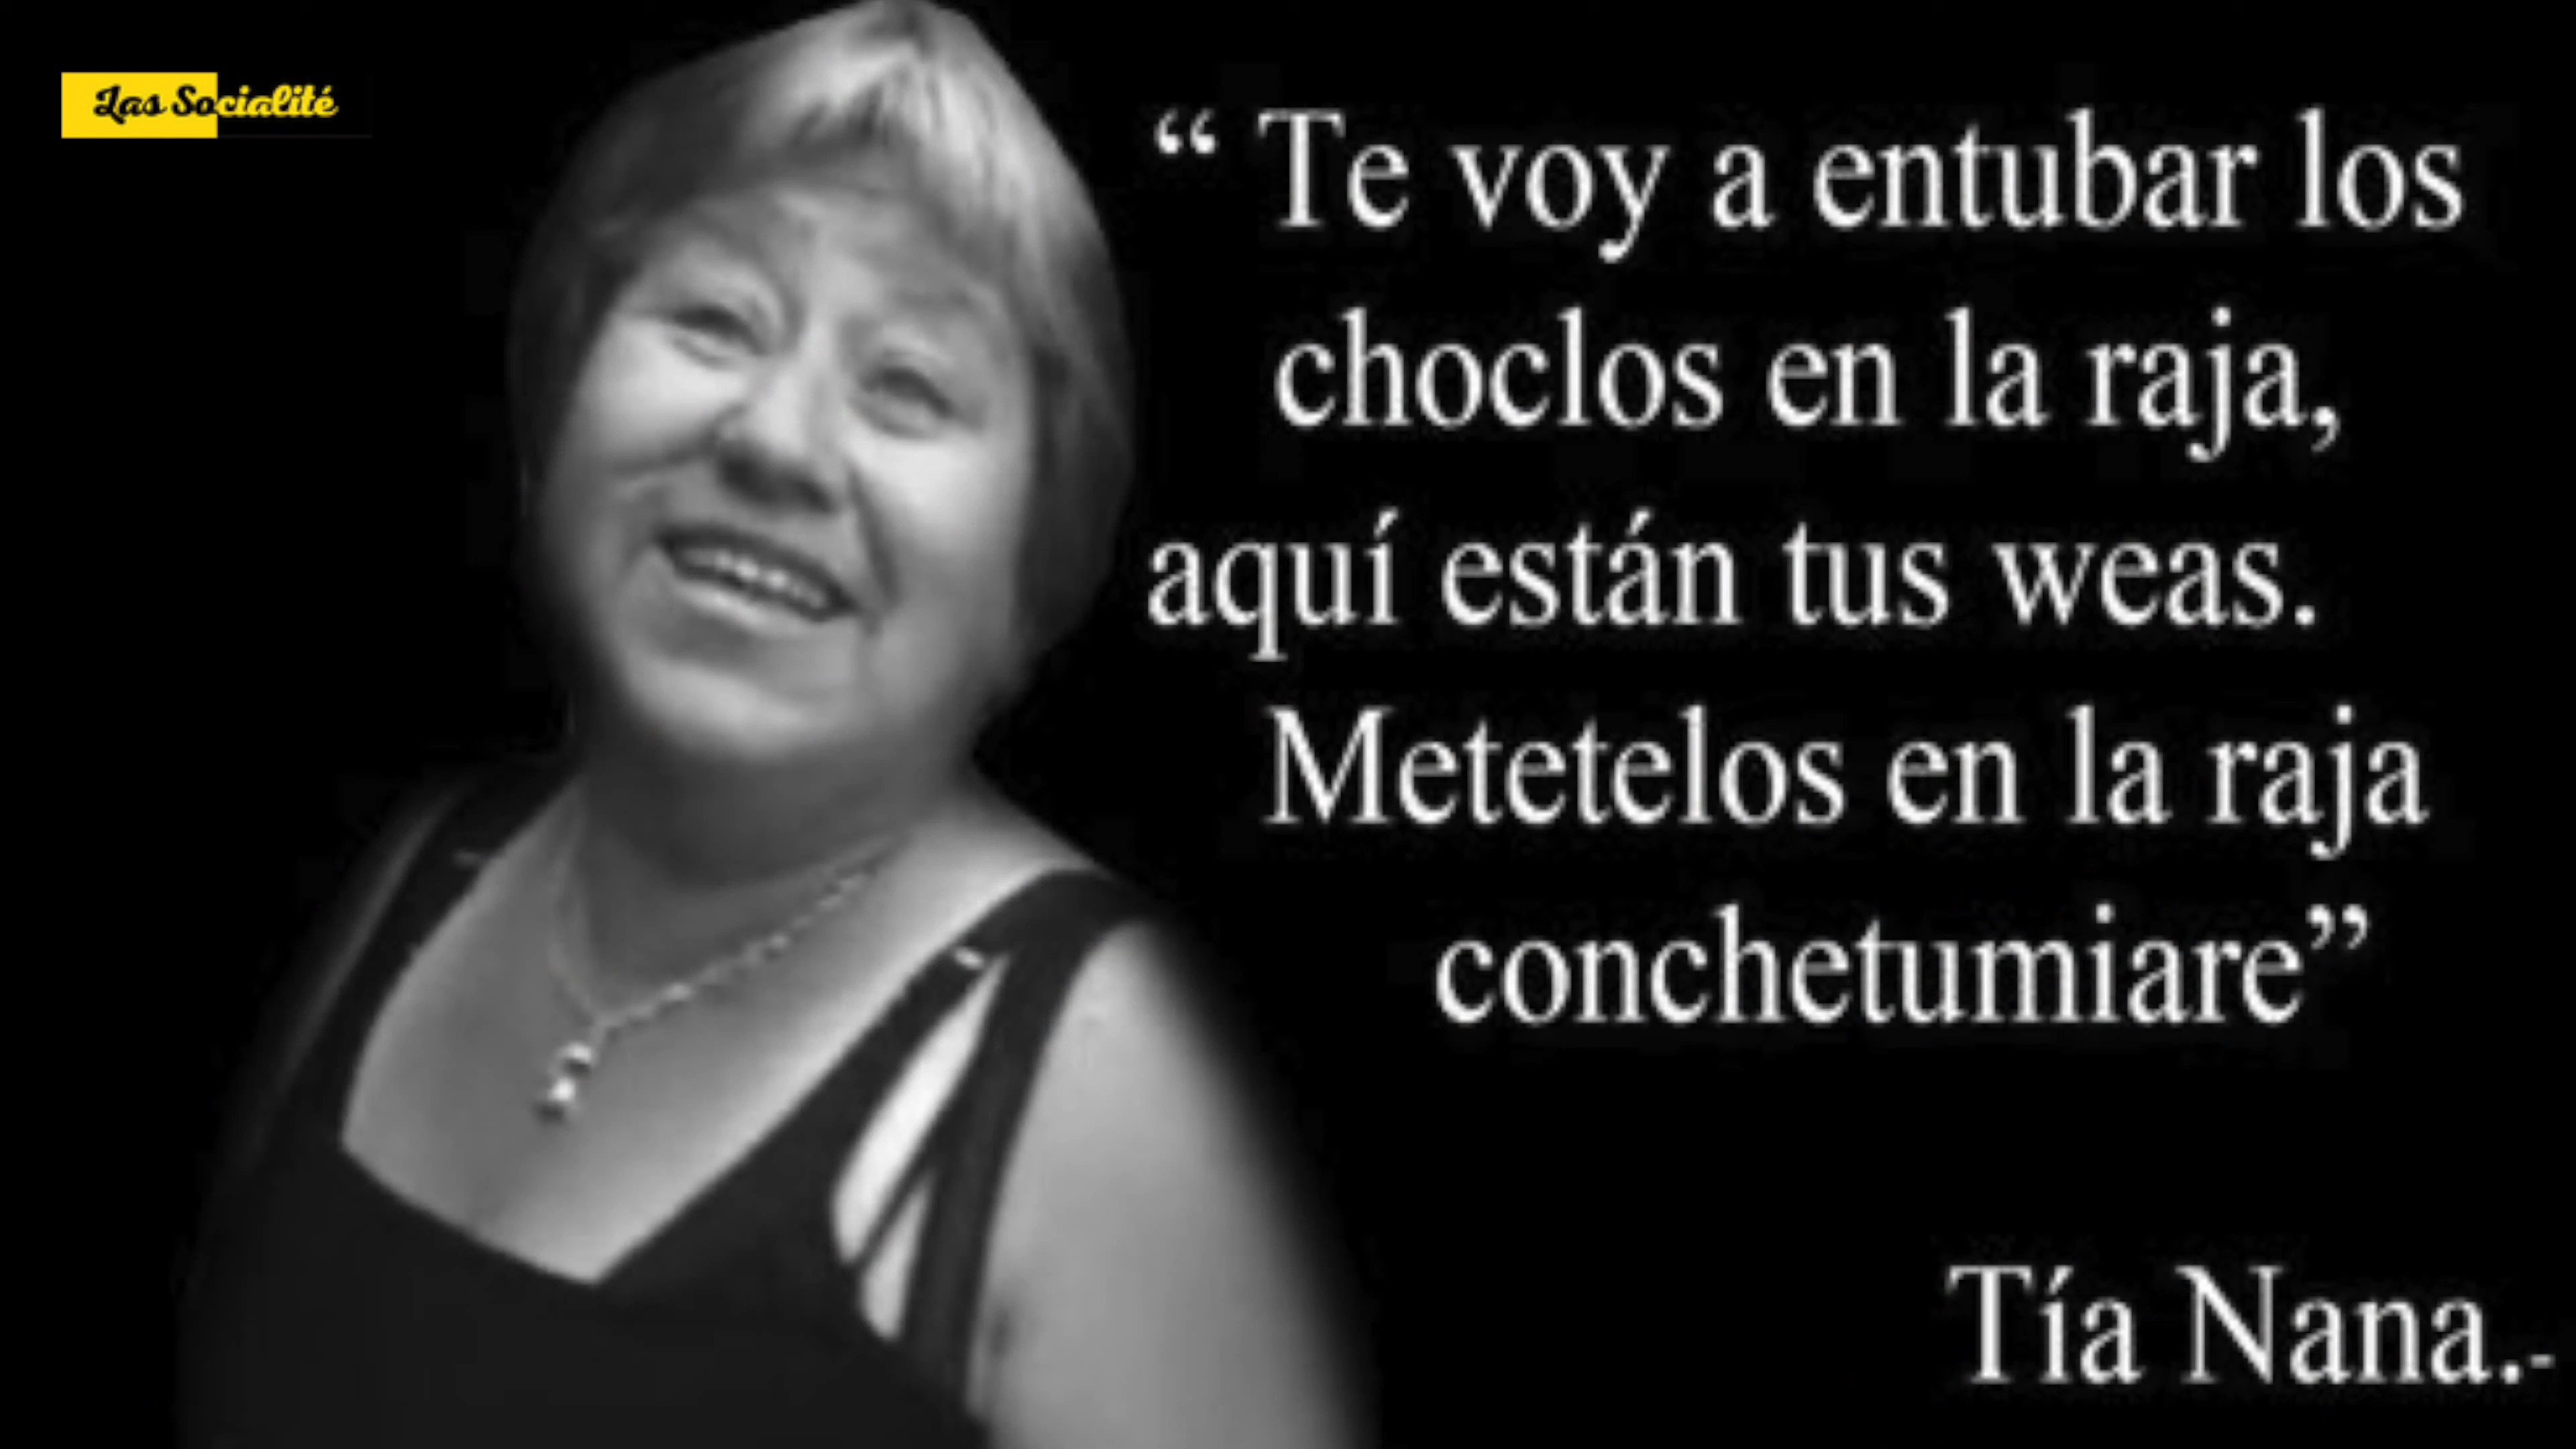 Las Socialité
“ Te voy a entubar los
choclos en la raja,
aquí están tus weas.
Metetelos en la raja
conchetumiare”
Tía Nana.-